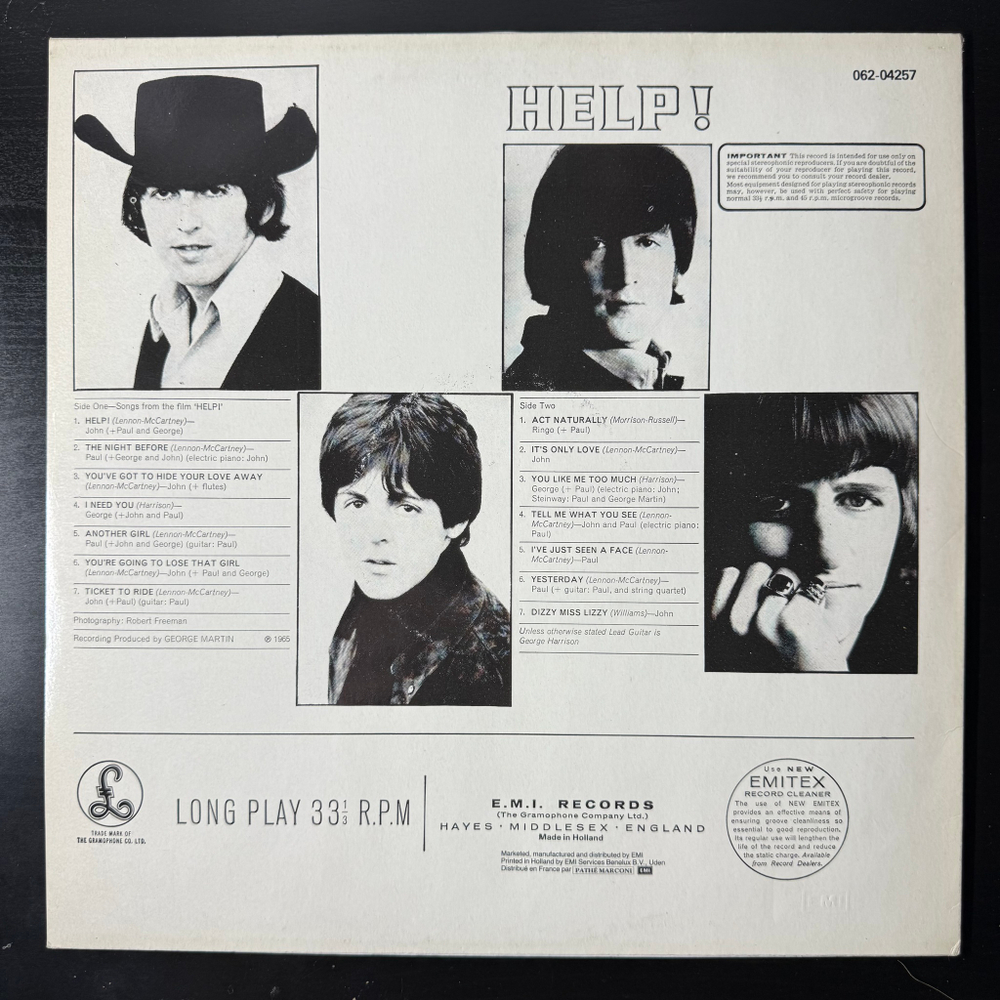 062-04257
HELP!
IMPORTANT This record is intended for use only on
special stereophonic reproducers. If you are doubtful of the
suitability of your reproducer for playing this record,
we recommend you to consult your record dealer.
Most equipment designed for playing stereophonic records
may, however, be used with perfect safety for playing
normal 33⅓ r.p.m. and 45 r.p.m. microgroove records.
Side One—Songs from the film 'HELP!'
1. HELP! (Lennon-McCartney)—
John (+Paul and George)
2. THE NIGHT BEFORE (Lennon-McCartney)—
Paul (+George and John) (electric piano: John)
3. YOU'VE GOT TO HIDE YOUR LOVE AWAY
(Lennon-McCartney)—John (+ flutes)
4. I NEED YOU (Harrison)—
George (+John and Paul)
5. ANOTHER GIRL (Lennon-McCartney)—
Paul (+John and George) (guitar: Paul)
6. YOU'RE GOING TO LOSE THAT GIRL
(Lennon-McCartney)—John (+ Paul and George)
7. TICKET TO RIDE (Lennon-McCartney)—
John (+Paul) (guitar: Paul)
Photography: Robert Freeman
Recording Produced by GEORGE MARTIN ℗ 1965
Side Two
1. ACT NATURALLY (Morrison-Russell)—
Ringo (+ Paul)
2. IT'S ONLY LOVE (Lennon-McCartney)—
John
3. YOU LIKE ME TOO MUCH (Harrison)—
George (+ Paul) (electric piano: John;
Steinway: Paul and George Martin)
4. TELL ME WHAT YOU SEE (Lennon-
McCartney)—John and Paul (electric piano:
Paul)
5. I'VE JUST SEEN A FACE (Lennon-
McCartney)—Paul
6. YESTERDAY (Lennon-McCartney)—
Paul (+ guitar: Paul, and string quartet)
7. DIZZY MISS LIZZY (Williams)—John
Unless otherwise stated Lead Guitar is
George Harrison
£
TRADE MARK OF
THE GRAMOPHONE CO. LTD.
LONG PLAY 33⅓ R.P.M
E.M.I. RECORDS
(The Gramophone Company Ltd.)
HAYES · MIDDLESEX · ENGLAND
Made in Holland
Marketed, manufactured and distributed by EMI
Printed in Holland by EMI Services Benelux B.V., Uden
Distribué en France par PATHÉ MARCONI EMI
Use NEW
EMITEX
RECORD CLEANER
The use of NEW EMITEX
provides an effective means of
ensuring groove cleanliness so
essential to good reproduction.
Its regular use will lengthen the
life of the record and reduce
the static charge. Available
from Record Dealers.
EMI